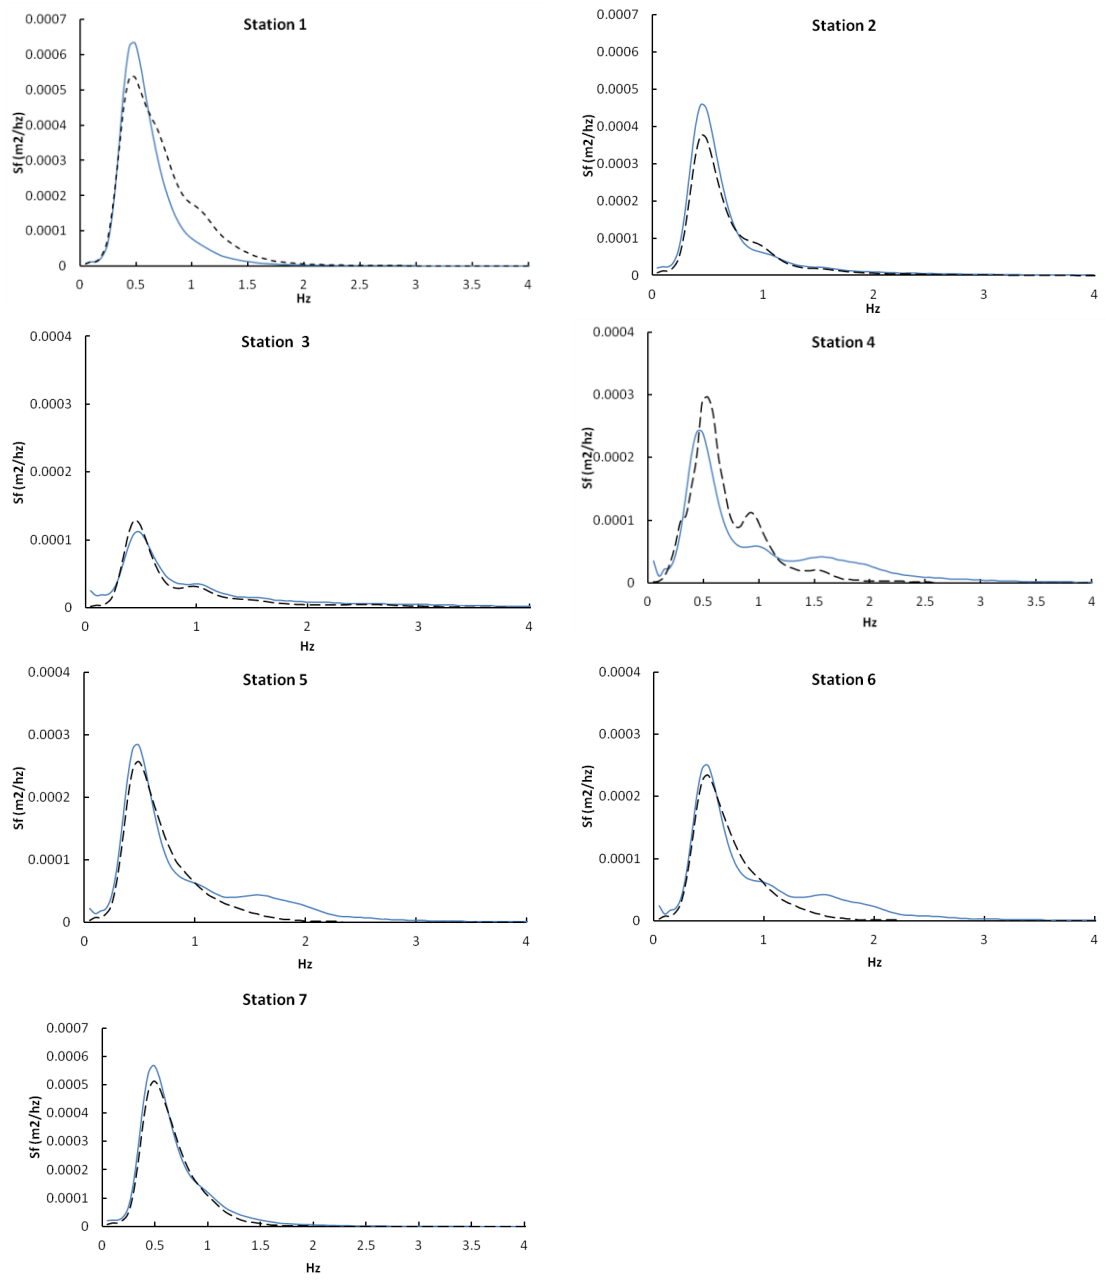 Station 1
Sf (m2/hz)
0.0007
0.0006
0.0005
0.0004
0.0003
0.0002
0.0001
0
0 0.5 1 1.5 2 2.5 3 3.5 4
Hz
Station 2
Sf (m2/hz)
0.0007
0.0006
0.0005
0.0004
0.0003
0.0002
0.0001
0
0 1 2 3 4
Hz
Station 3
Sf (m2/hz)
0.0004
0.0003
0.0002
0.0001
0
0 1 2 3 4
Hz
Station 4
Sf (m2/hz)
0.0004
0.0003
0.0002
0.0001
0
0 0.5 1 1.5 2 2.5 3 3.5 4
Hz
Station 5
Sf (m2/hz)
0.0004
0.0003
0.0002
0.0001
0
0 1 2 3 4
Hz
Station 6
Sf (m2/hz)
0.0004
0.0003
0.0002
0.0001
0
0 1 2 3 4
Hz
Station 7
Sf (m2/hz)
0.0007
0.0006
0.0005
0.0004
0.0003
0.0002
0.0001
0
0 0.5 1 1.5 2 2.5 3 3.5 4
Hz